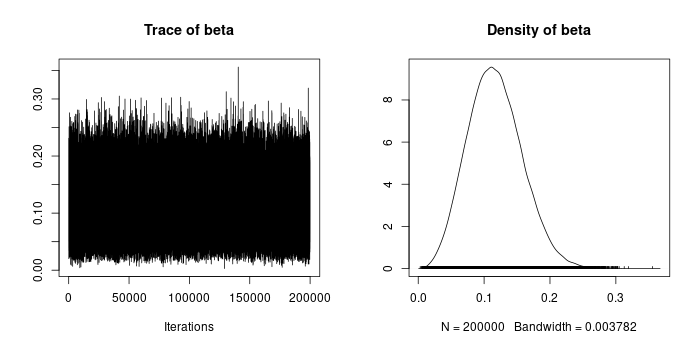 Trace of beta
0.00 0.10 0.20 0.30
0 50000 100000 150000 200000
Iterations
Density of beta
0 2 4 6 8
0.0 0.1 0.2 0.3
N = 200000 Bandwidth = 0.003782